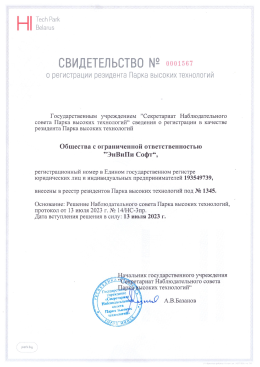 HI
Tech Park
Belarus
СВИДЕТЕЛЬСТВО № 0001567
о регистрации резидента Парка высоких технологий
Государственным учреждением "Секретариат Наблюдательного
совета Парка высоких технологий" сведения о регистрации в качестве
резидента Парка высоких технологий
Общества с ограниченной ответственностью
"ЭнВиПи Софт",
регистрационный номер в Едином государственном регистре
юридических лиц и индивидуальных предпринимателей 193549739,
внесены в реестр резидентов Парка высоких технологий под № 1345.
Основание: Решение Наблюдательного совета Парка высоких технологий,
протокол от 13 июля 2023 г. № 14/НС-3пр.
Дата вступления решения в силу: 13 июля 2023 г.
Начальник государственного учреждения
"Секретариат Наблюдательного совета
Парка высоких технологий"
А.В.Бажанов